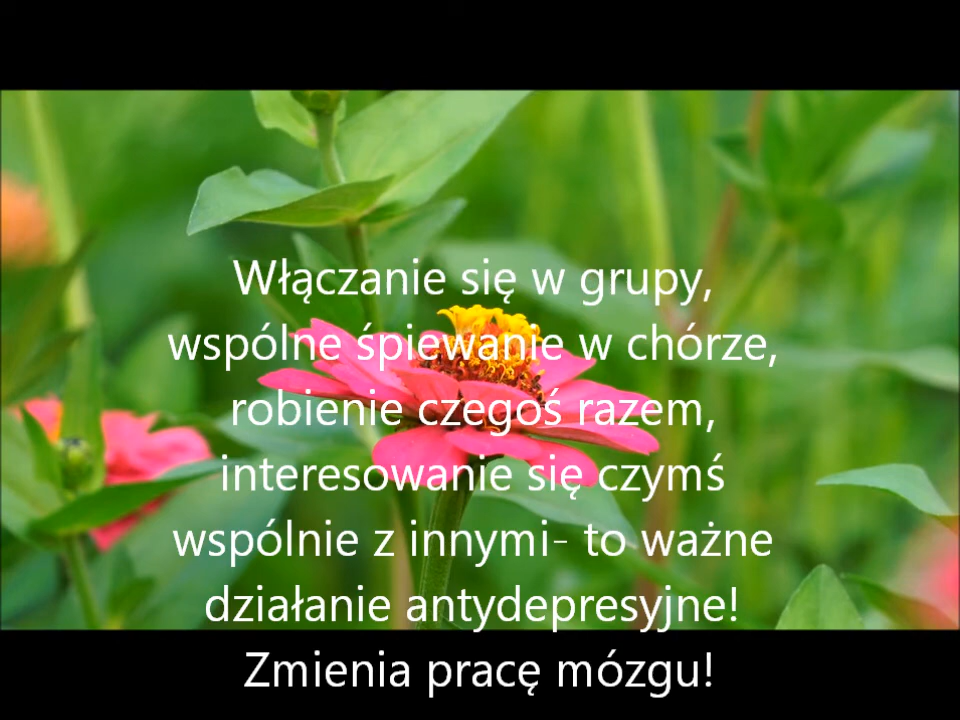 Włączanie się w grupy,
wspólne śpiewanie w chórze,
robienie czegoś razem,
interesowanie się czymś
wspólnie z innymi- to ważne
działanie antydepresyjne!
Zmienia pracę mózgu!